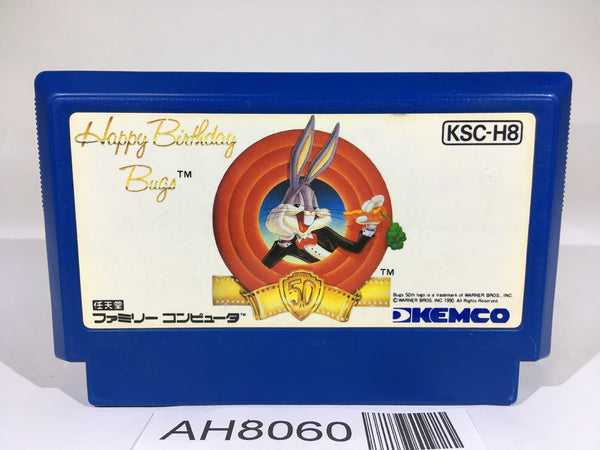 Happy Birthday
Bugs™
KSC-H8
50
TM
Bugs 50th logo is a trademark of WARNER BROS., INC.
©WARNER BROS. INC. 1990. All Rights Reserved.
任天堂
ファミリー コンピュータ™
KEMCO
AH8060